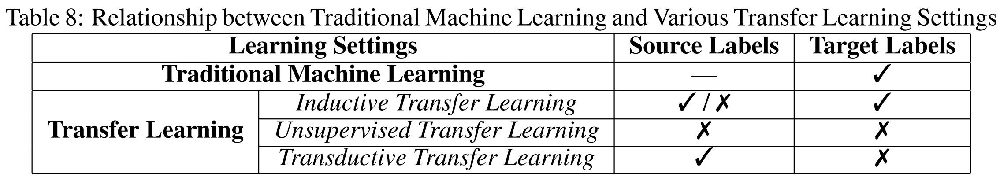 Table 8: Relationship between Traditional Machine Learning and Various Transfer Learning Settings
Learning Settings Source Labels Target Labels
Traditional Machine Learning — ✓
Inductive Transfer Learning ✓ / ✗ ✓
Transfer Learning Unsupervised Transfer Learning ✗ ✗
Transductive Transfer Learning ✓ ✗